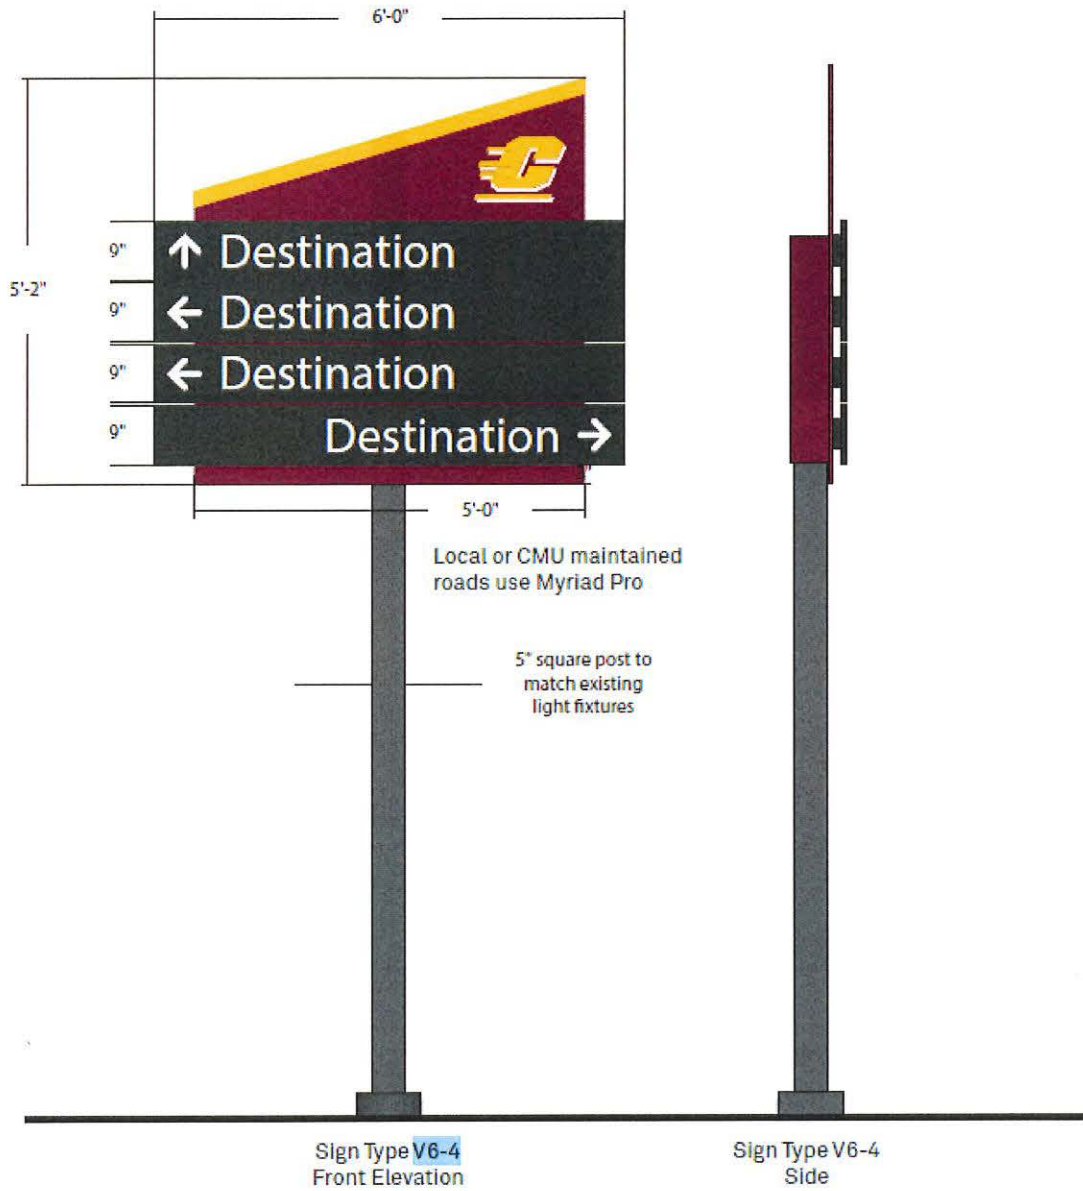 6'-0"
5'-2"
9"
↑ Destination
9"
← Destination
9"
← Destination
9"
Destination →
5'-0"
Local or CMU maintained
roads use Myriad Pro
5" square post to
match existing
light fixtures
Sign Type V6-4
Front Elevation
Sign Type V6-4
Side
C